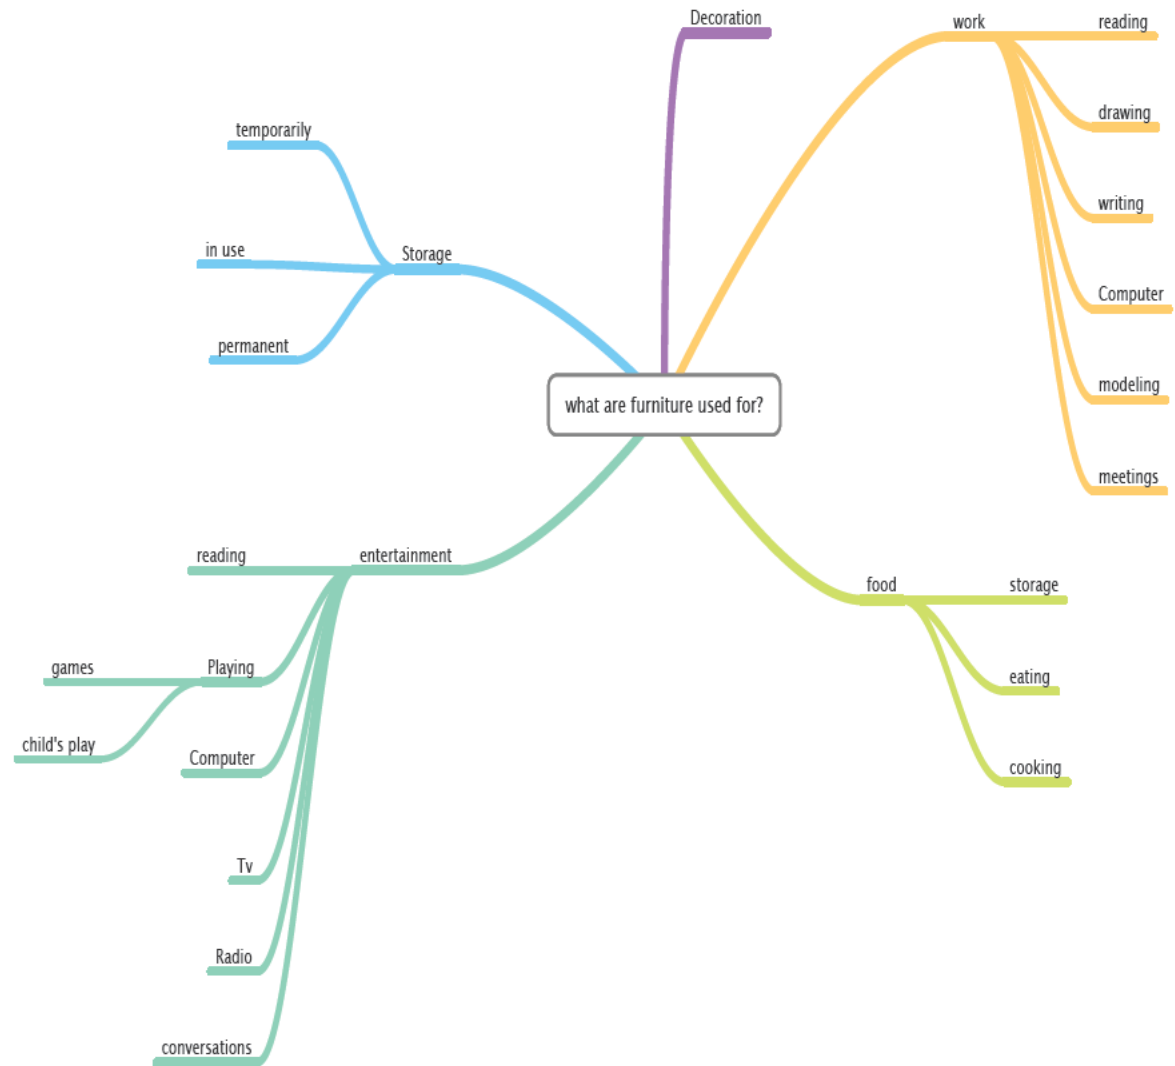 what are furniture used for?
Decoration
work
reading
drawing
writing
Computer
modeling
meetings
food
storage
eating
cooking
Storage
temporarily
in use
permanent
entertainment
reading
Playing
games
child's play
Computer
Tv
Radio
conversations